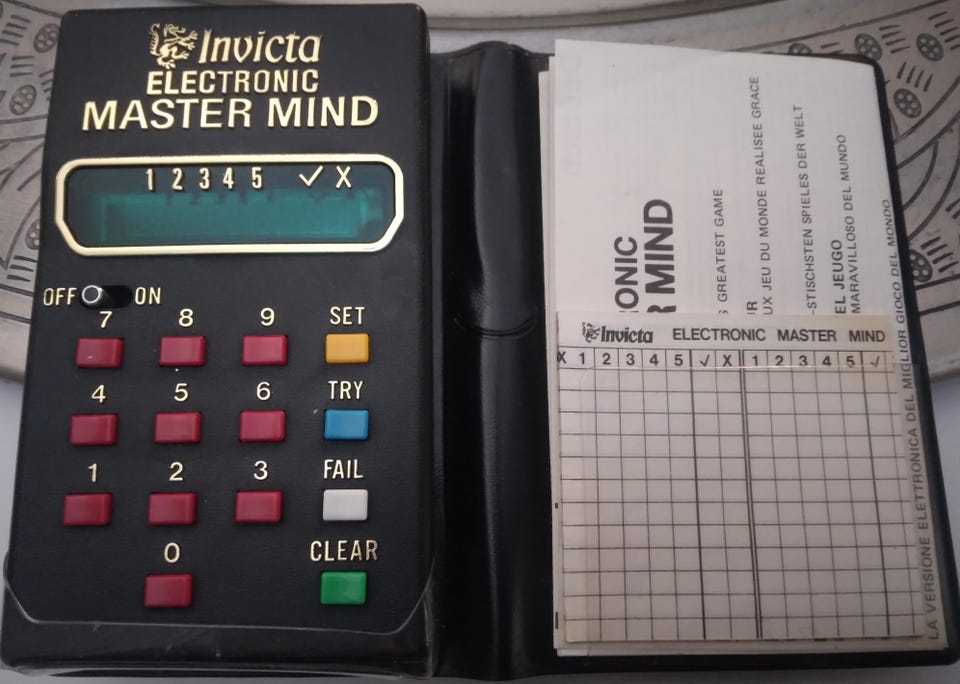 Invicta
ELECTRONIC
MASTER MIND
1 2 3 4 5 ✓ X
OFF ON
7 8 9 SET
4 5 6 TRY
1 2 3 FAIL
0 CLEAR
ONIC
MIND
GREATEST GAME
UX JEU DU MONDE REALISEE GRACE
STISCHSTEN SPIELES DER WELT
EL JEUGO
MARAVILLOSO DEL MUNDO
LA VERSIONE ELETTRONICA DEL MIGLIOR GIOCO DEL MONDO
Invicta ELECTRONIC MASTER MIND
X 1 2 3 4 5 ✓ X 1 2 3 4 5 ✓